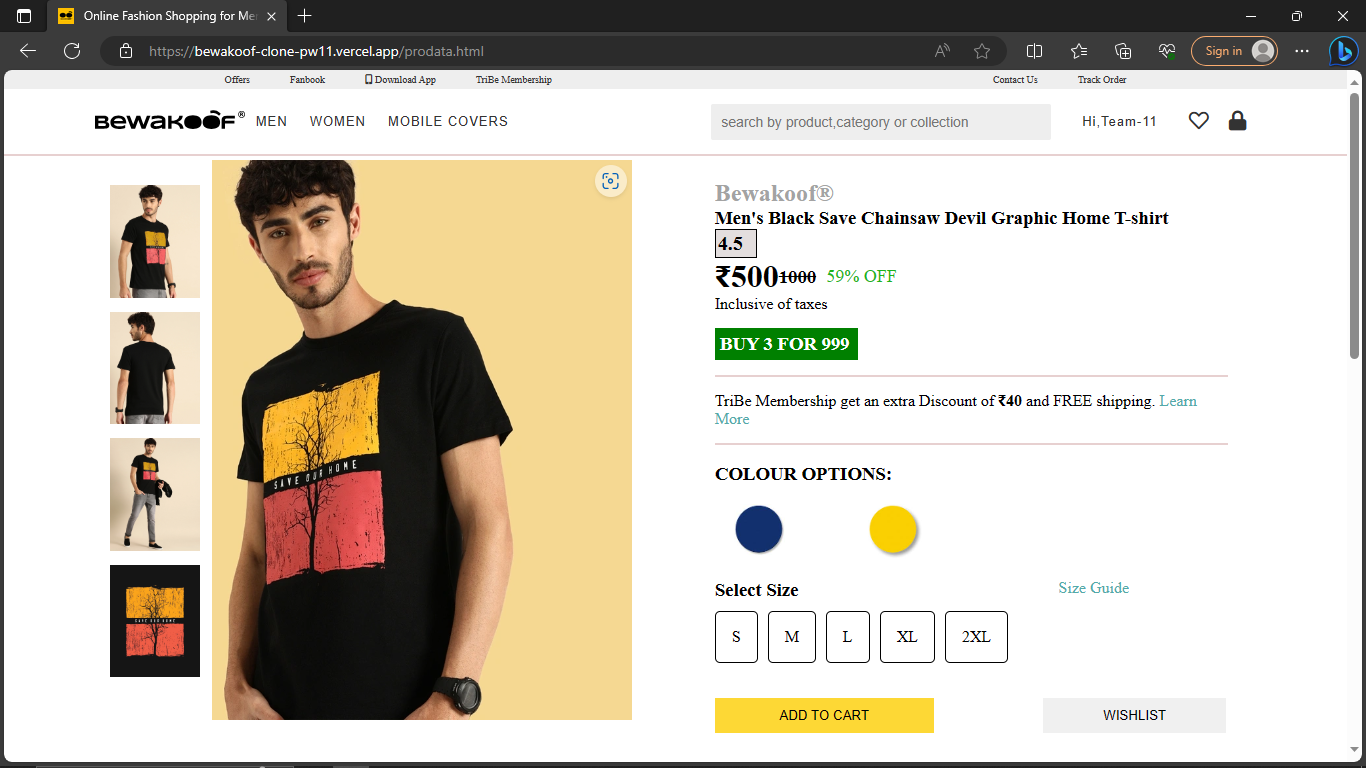 Online Fashion Shopping for Me
https://bewakoof-clone-pw11.vercel.app/prodata.html
Sign in
Offers Fanbook Download App TriBe Membership Contact Us Track Order
BEWAKOOF® MEN WOMEN MOBILE COVERS search by product,category or collection Hi,Team-11
Bewakoof®
Men's Black Save Chainsaw Devil Graphic Home T-shirt
4.5
₹5001000 59% OFF
Inclusive of taxes
BUY 3 FOR 999
TriBe Membership get an extra Discount of ₹40 and FREE shipping. Learn
More
COLOUR OPTIONS:
SAVE OUR HOME
Select Size Size Guide
S M L XL 2XL
SAVE OUR HOME
ADD TO CART WISHLIST